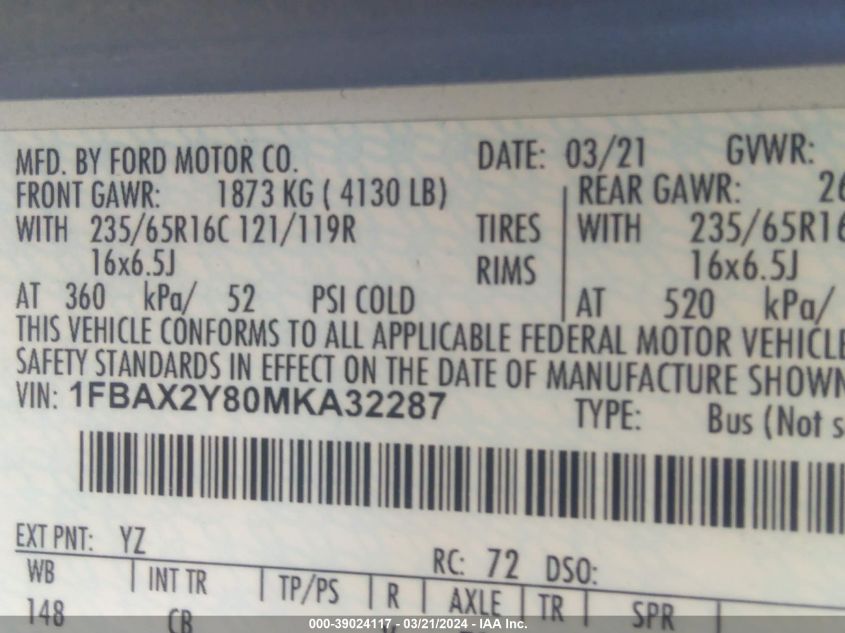 MFD. BY FORD MOTOR CO. DATE: 03/21 GVWR:
FRONT GAWR: 1873 KG ( 4130 LB) REAR GAWR: 26
WITH 235/65R16C 121/119R TIRES WITH 235/65R16
16x6.5J RIMS 16x6.5J
AT 360 kPa/ 52 PSI COLD AT 520 kPa/
THIS VEHICLE CONFORMS TO ALL APPLICABLE FEDERAL MOTOR VEHICLE
SAFETY STANDARDS IN EFFECT ON THE DATE OF MANUFACTURE SHOWN
VIN: 1FBAX2Y80MKA32287 TYPE: Bus (Not s
EXT PNT: YZ RC: 72 DSO:
WB INT TR TP/PS R AXLE TR SPR
148 CB
000-39024117 - 03/21/2024 - IAA Inc.